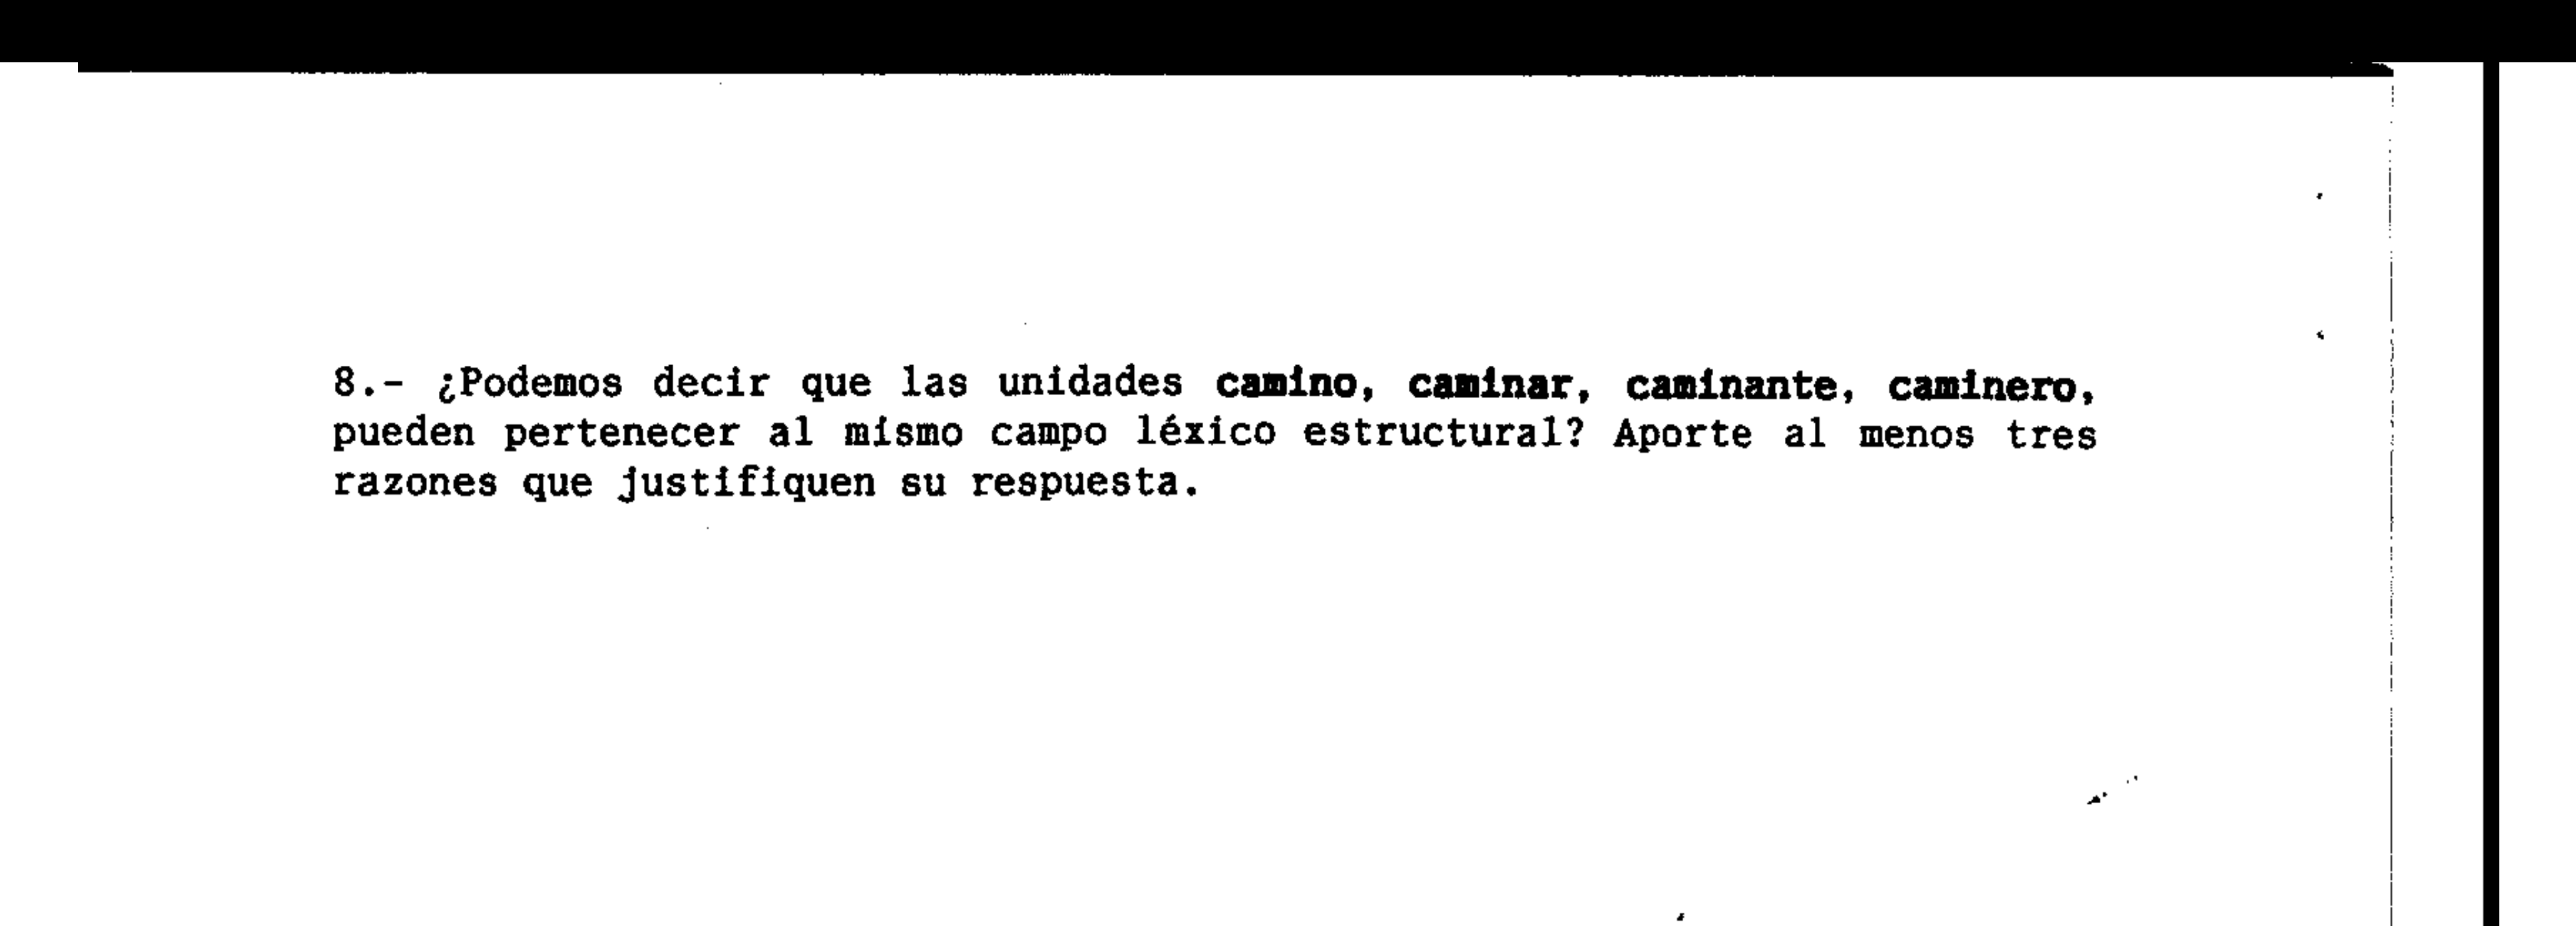 8.- ¿Podemos decir que las unidades camino, caminar, caminante, caminero,
pueden pertenecer al mismo campo léxico estructural? Aporte al menos tres
razones que justifiquen su respuesta.